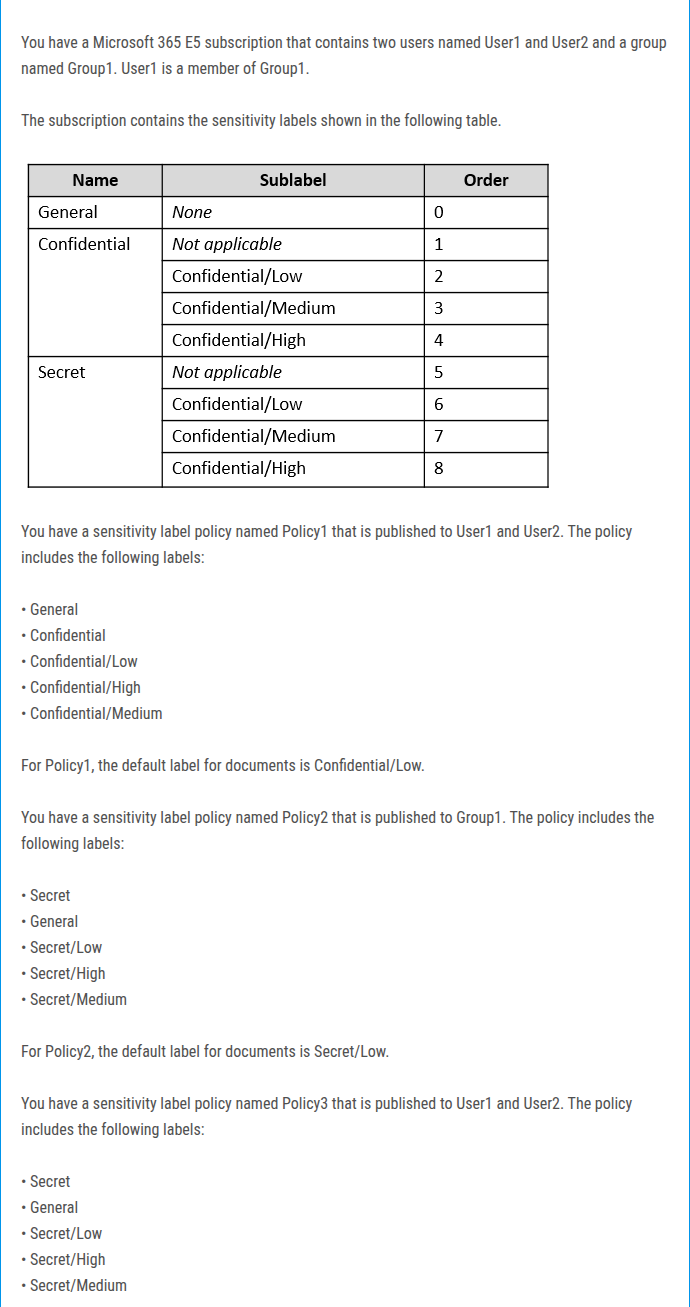 You have a Microsoft 365 E5 subscription that contains two users named User1 and User2 and a group
named Group1. User1 is a member of Group1.
The subscription contains the sensitivity labels shown in the following table.
Name Sublabel Order
General None 0
Confidential Not applicable 1
Confidential/Low 2
Confidential/Medium 3
Confidential/High 4
Secret Not applicable 5
Confidential/Low 6
Confidential/Medium 7
Confidential/High 8
You have a sensitivity label policy named Policy1 that is published to User1 and User2. The policy
includes the following labels:
• General
• Confidential
• Confidential/Low
• Confidential/High
• Confidential/Medium
For Policy1, the default label for documents is Confidential/Low.
You have a sensitivity label policy named Policy2 that is published to Group1. The policy includes the
following labels:
• Secret
• General
• Secret/Low
• Secret/High
• Secret/Medium
For Policy2, the default label for documents is Secret/Low.
You have a sensitivity label policy named Policy3 that is published to User1 and User2. The policy
includes the following labels:
• Secret
• General
• Secret/Low
• Secret/High
• Secret/Medium